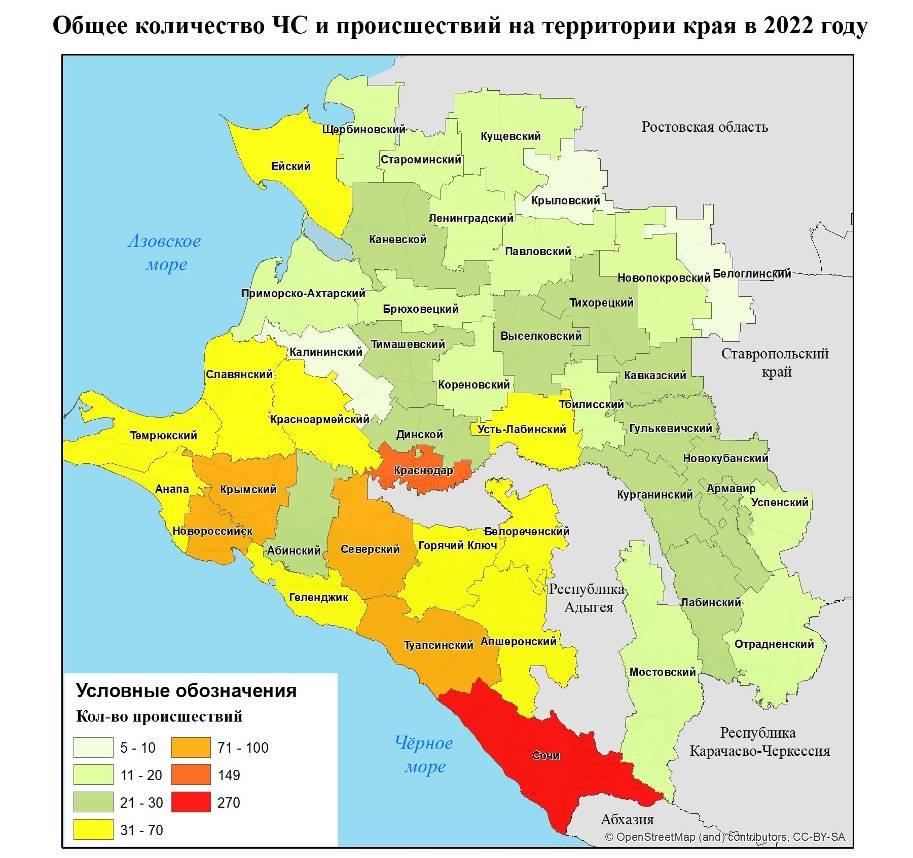 Общее количество ЧС и происшествий на территории края в 2022 году
Щербиновский
Кущевский
Ростовская область
Староминский
Ейский
Крыловский
Ленинградский
Каневской
Азовское
море
Павловский
Новопокровский
Белоглинский
Приморско-Ахтарский
Тихорецкий
Брюховецкий
Выселковский
Тимашевский
Калининский
Ставропольский
край
Славянский
Кавказский
Кореновский
Тбилисский
Красноармейский
Усть-Лабинский
Гулькевичский
Темрюкский
Динской
Новокубанский
Краснодар
Анапа
Крымский
Армавир
Курганинский
Успенский
Новороссийск
Белореченский
Абинский
Северский
Горячий Ключ
Республика
Адыгея
Геленджик
Лабинский
Туапсинский
Апшеронский
Отрадненский
Мостовский
Условные обозначения
Кол-во происшествий
5 - 10
11 - 20
21 - 30
31 - 70
71 - 100
149
270
Чёрное
море
Сочи
Республика
Карачаево-Черкессия
Абхазия
© OpenStreetMap (and) contributors, CC-BY-SA